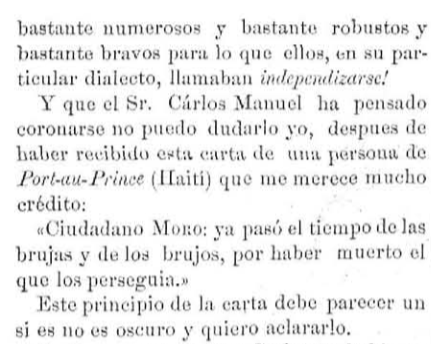 bastante numerosos y bastante robustos y
bastante bravos para lo que ellos, en su par-
ticular dialecto, llamaban independizarse!
Y que el Sr. Cárlos Manuel ha pensado
coronarse no puedo dudarlo yo, despues de
haber recibido esta carta de una persona de
Port-au-Prince (Haití) que me merece mucho
crédito:
«Ciudadano Mono: ya pasó el tiempo de las
brujas y de los brujos, por haber muerto el
que los perseguia.»
Este principio de la carta debe parecer un
si es no es oscuro y quiero aclararlo.